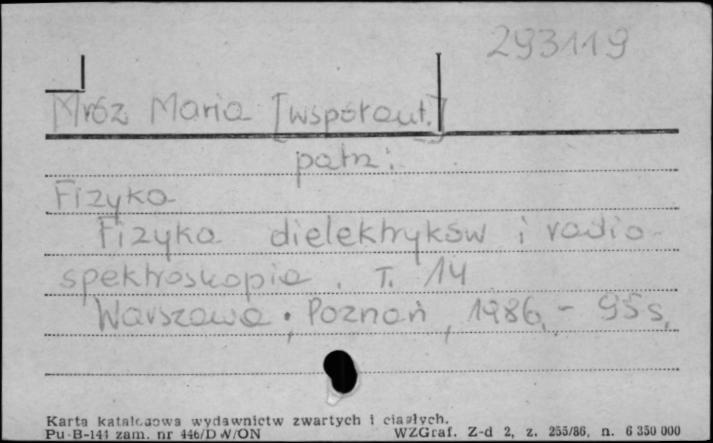 293119
Mróz Maria [współaut.]
patrz:
Fizyka
Fizyka dielektryków i radio-
spektroskopia. T. 14
Warszawa; Poznań, 1986. - 95 s.
Karta katalogowa wydawnictw zwartych i ciągłych.
Pu-B-141 zam. nr 446/D W/ON WZGraf. Z-d 2, z. 255/86, n. 6 350 000